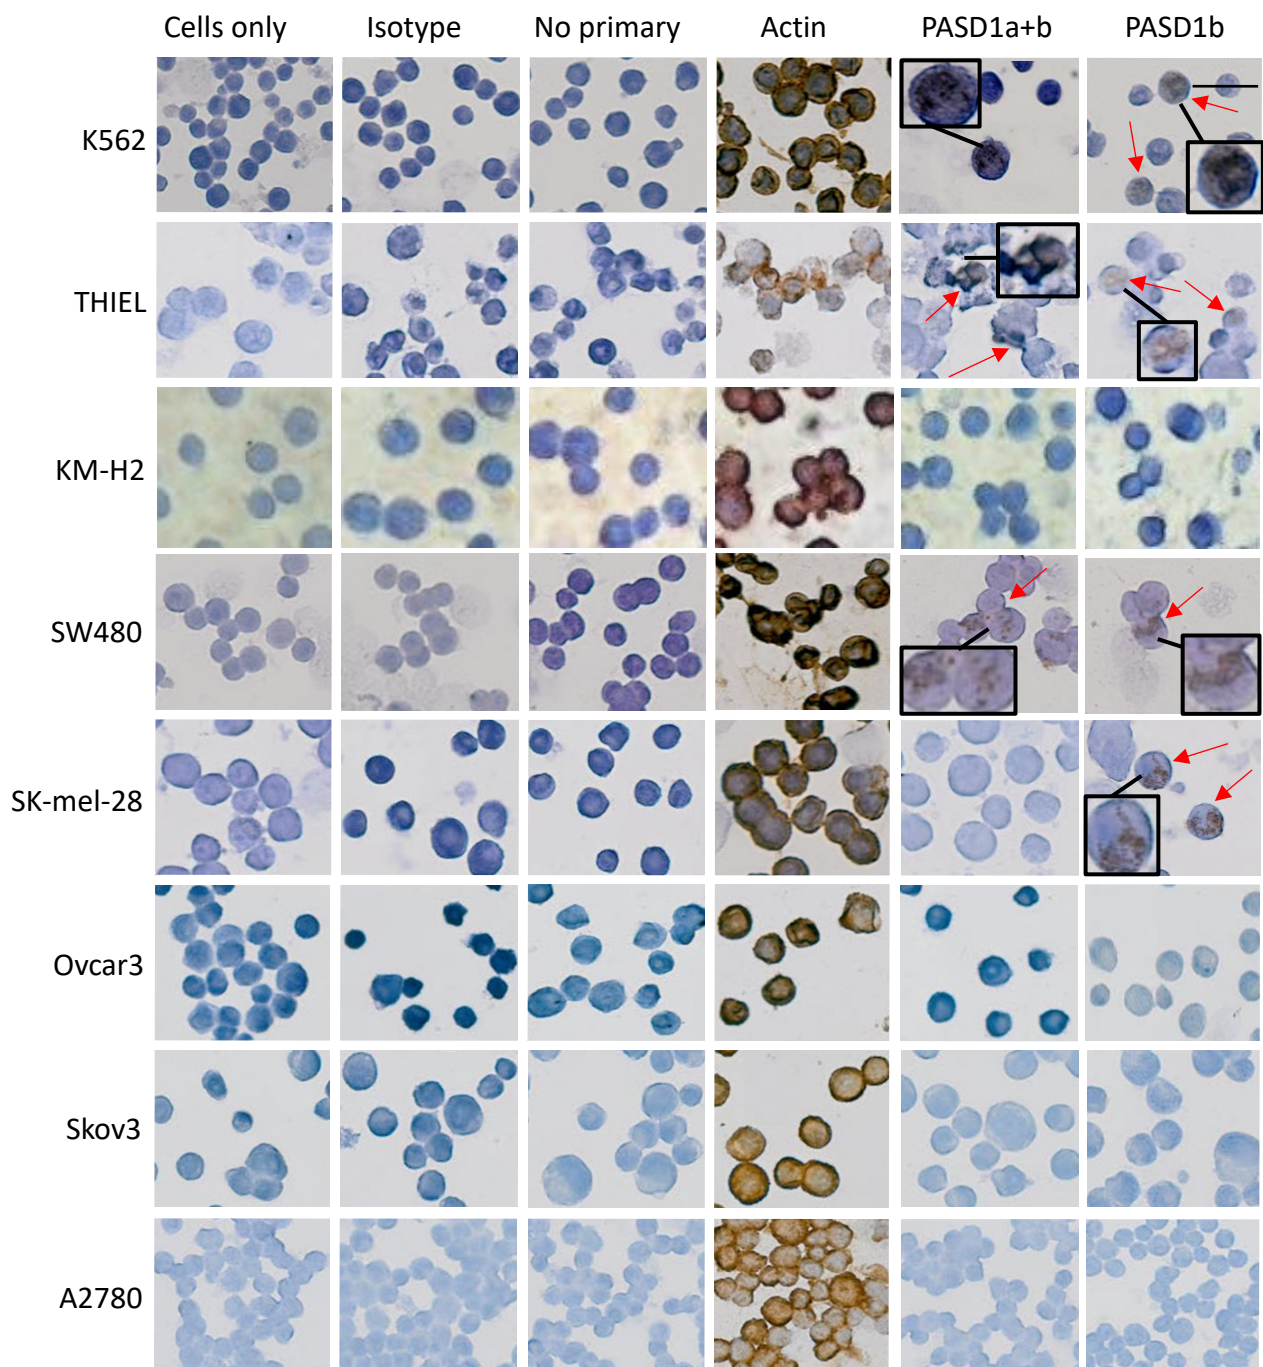 Cells only Isotype No primary Actin PASD1a+b PASD1b
K562
THIEL
KM-H2
SW480
SK-mel-28
Ovcar3
Skov3
A2780